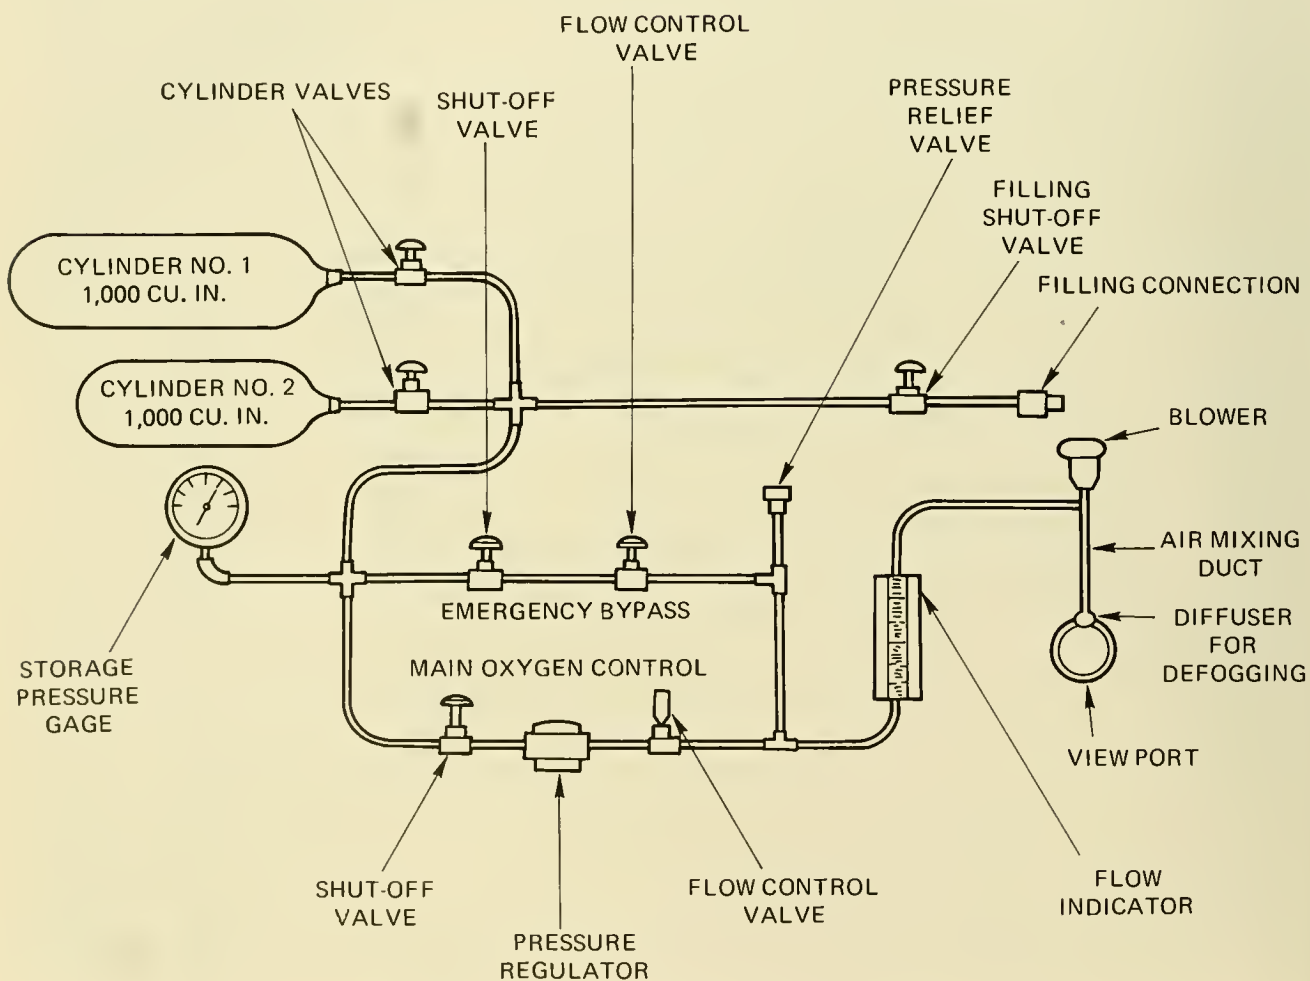 FLOW CONTROL
VALVE
CYLINDER VALVES
SHUT-OFF
VALVE
PRESSURE
RELIEF
VALVE
FILLING
SHUT-OFF
VALVE
FILLING CONNECTION
CYLINDER NO. 1
1,000 CU. IN.
CYLINDER NO. 2
1,000 CU. IN.
BLOWER
AIR MIXING
DUCT
DIFFUSER
FOR
DEFOGGING
VIEW PORT
EMERGENCY BYPASS
MAIN OXYGEN CONTROL
STORAGE
PRESSURE
GAGE
SHUT-OFF
VALVE
PRESSURE
REGULATOR
FLOW CONTROL
VALVE
FLOW
INDICATOR